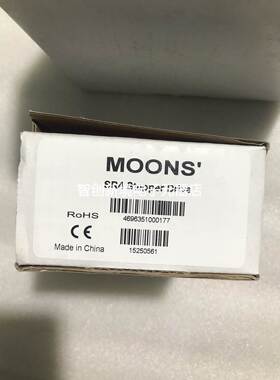 MOONS'
SR4 Stepper Drive
RoHS
4696351000177
CE
Made in China
15250561